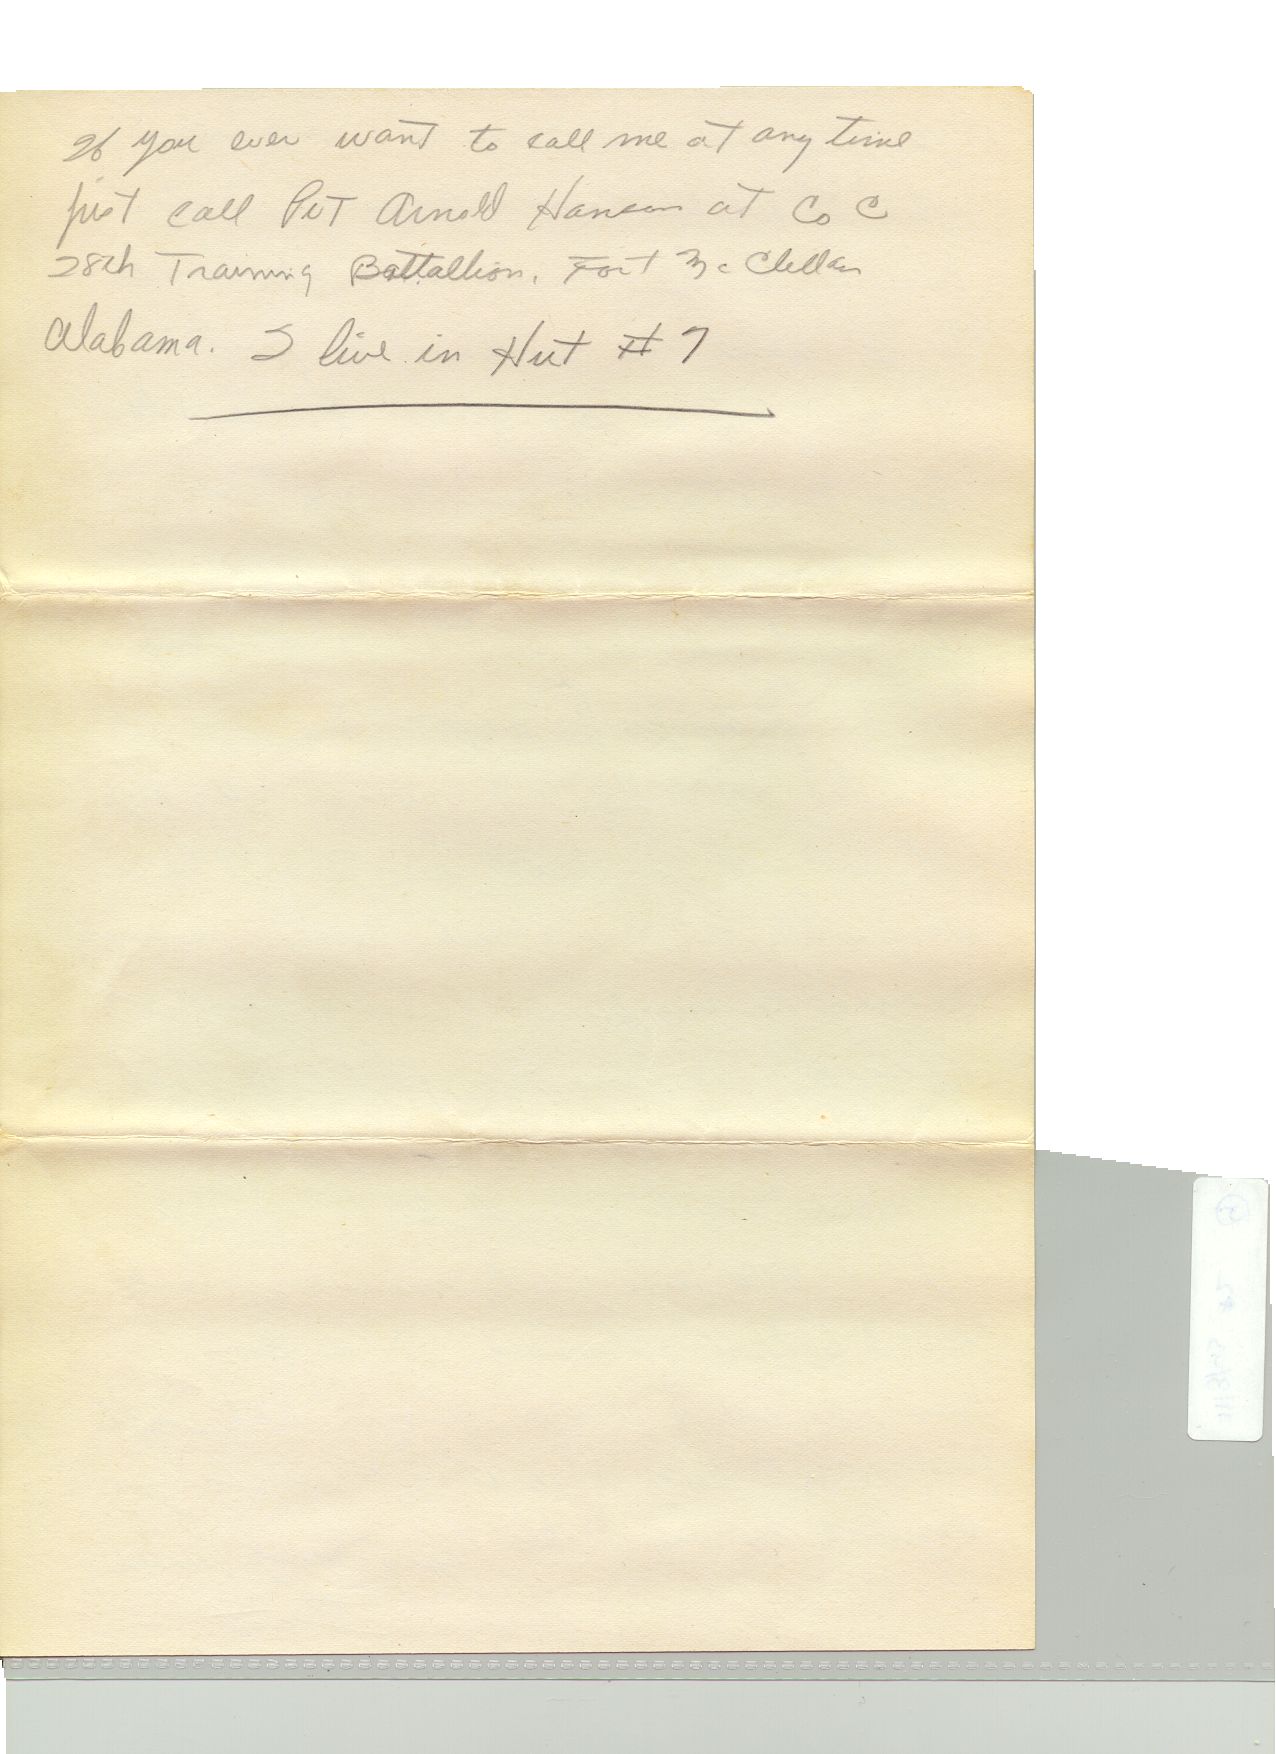 If you ever want to call me at any time
just call Pvt Arnold Hansen at Co C
28th Training Battallion, Fort McClellan
Alabama. I live in Hut # 7